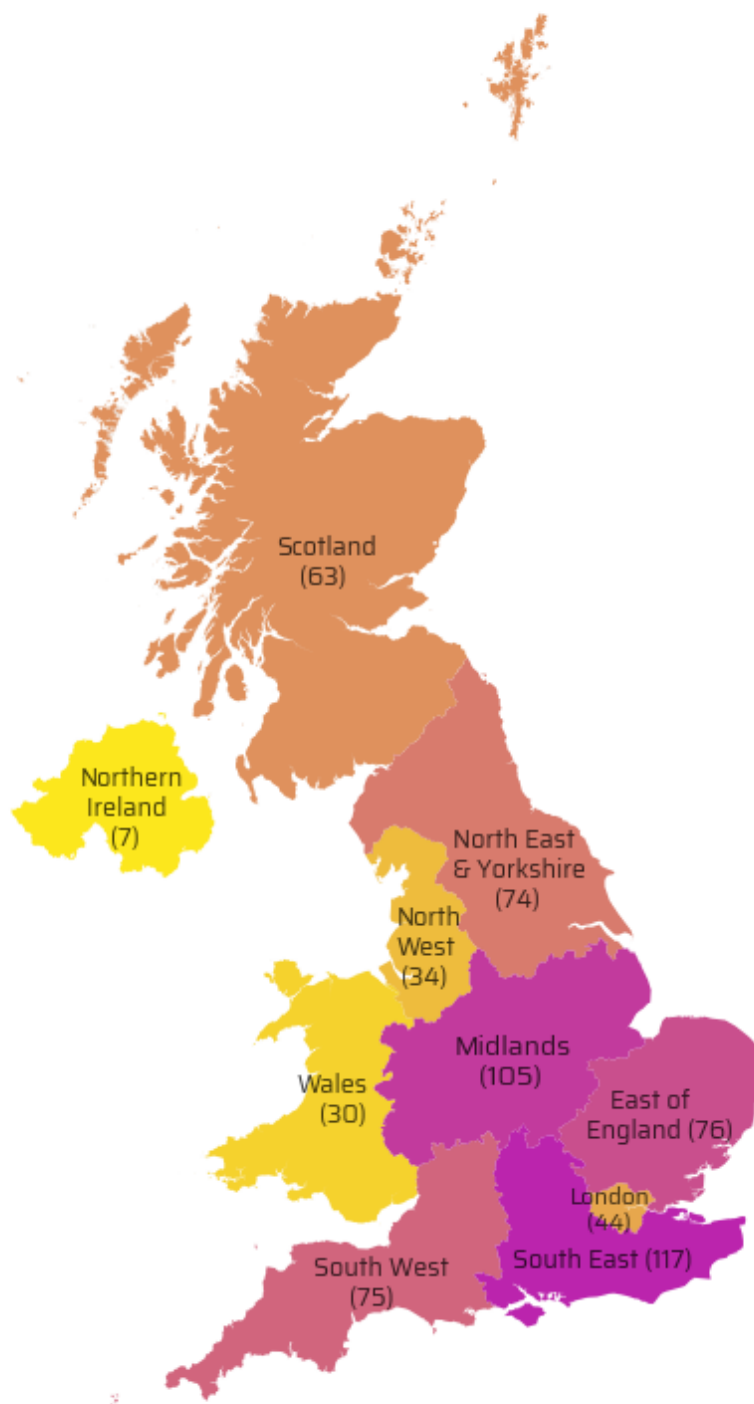 Scotland
(63)
Northern
Ireland
(7)
North East
& Yorkshire
(74)
North
West
(34)
Midlands
(105)
Wales
(30)
East of
England (76)
London
(44)
South East (117)
South West
(75)